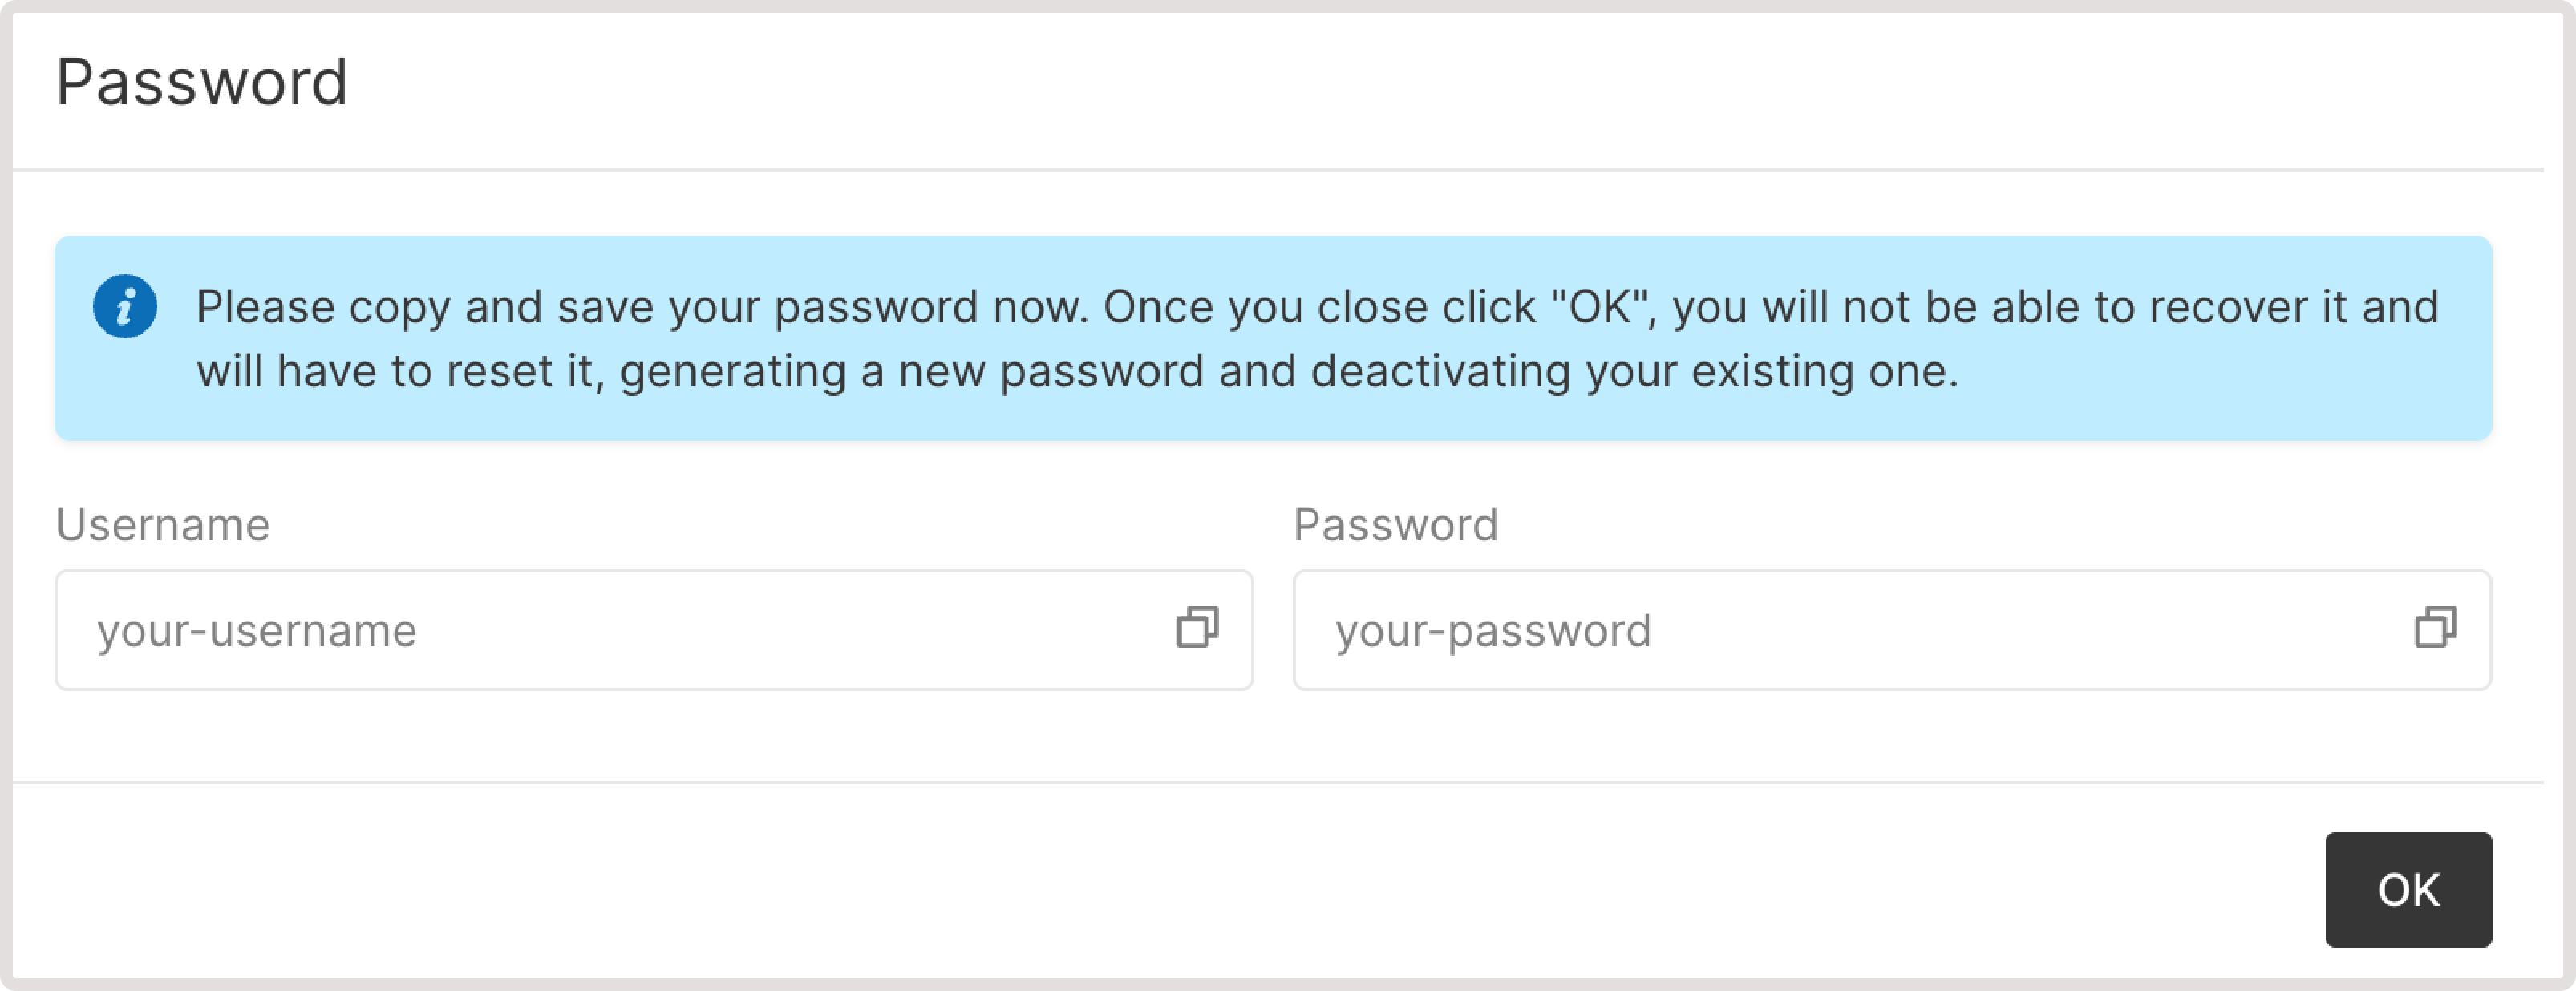 Password
Please copy and save your password now. Once you close click "OK", you will not be able to recover it and
will have to reset it, generating a new password and deactivating your existing one.
Username
Password
your-username
your-password
OK